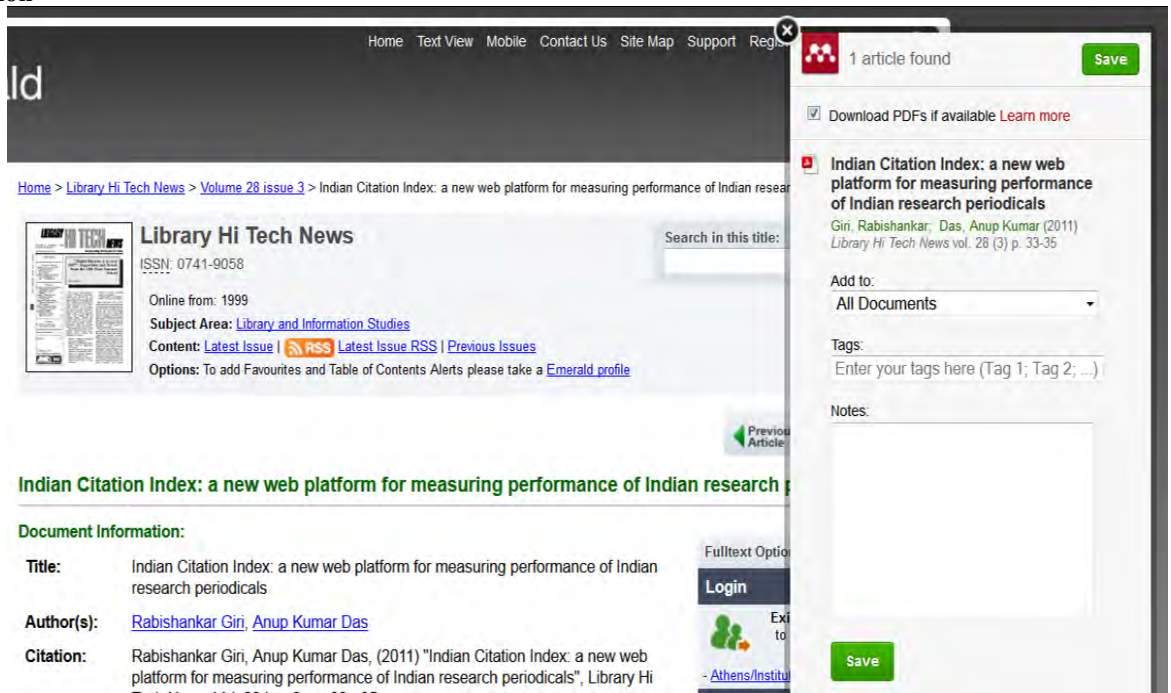 ld
Home Text View Mobile Contact Us Site Map Support
Home > Library Hi Tech News > Volume 28 issue 3 > Indian Citation Index: a new web platform for measuring performance of Indian
Library Hi Tech News
ISSN: 0741-9058
Online from: 1999
Subject Area: Library and Information Studies
Content: Latest Issue | RSS Latest Issue RSS | Previous Issues
Options: To add Favourites and Table of Contents Alerts please take a Emerald profile
Search in this title:
Article
Indian Citation Index: a new web platform for measuring performance of Indian research
Document Information:
Title: Indian Citation Index: a new web platform for measuring performance of Indian
research periodicals
Author(s): Rabishankar Giri, Anup Kumar Das
Citation: Rabishankar Giri, Anup Kumar Das, (2011) "Indian Citation Index: a new web
platform for measuring performance of Indian research periodicals", Library Hi
Fulltext
Login
to
- Athens/
1 article found
Save
Download PDFs if available Learn more
Indian Citation Index: a new web
platform for measuring performance
of Indian research periodicals
Giri, Rabishankar; Das, Anup Kumar (2011)
Library Hi Tech News vol. 28 (3) p. 33-35
Add to:
All Documents
Tags:
Enter your tags here (Tag 1; Tag 2; ...)
Notes:
Save